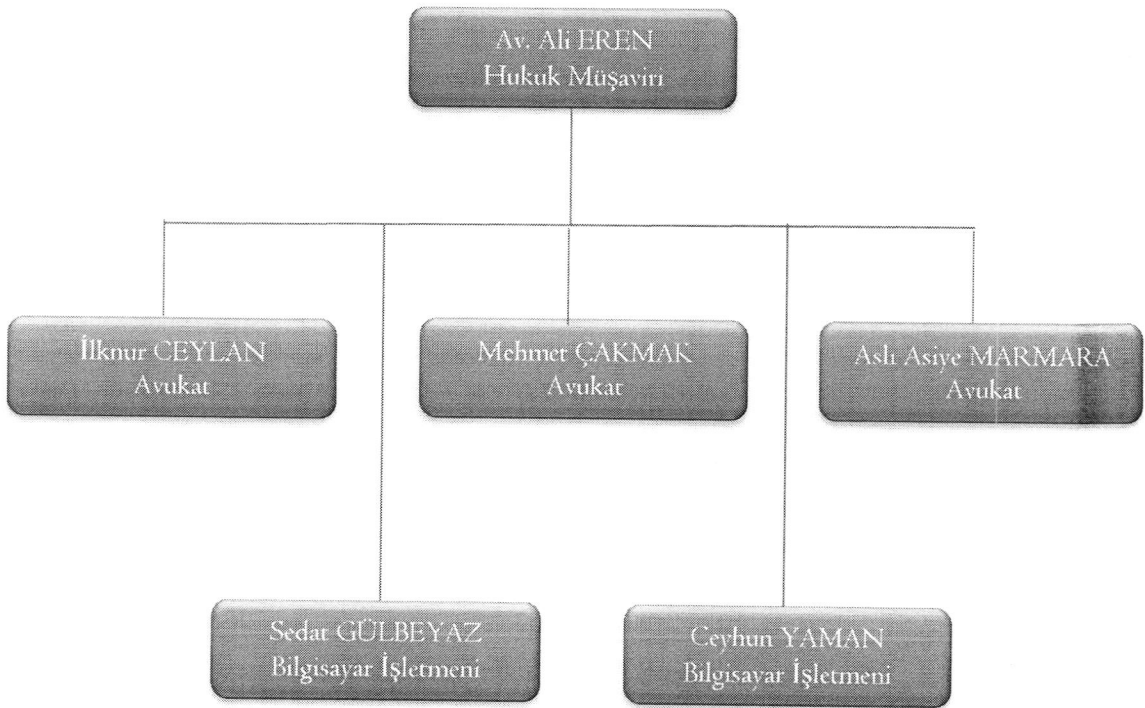 Av. Ali EREN
Hukuk Müşaviri
İlknur CEYLAN
Avukat
Mehmet ÇAKMAK
Avukat
Aslı Asiye MARMARA
Avukat
Sedat GÜLBEYAZ
Bilgisayar İşletmeni
Ceyhun YAMAN
Bilgisayar İşletmeni